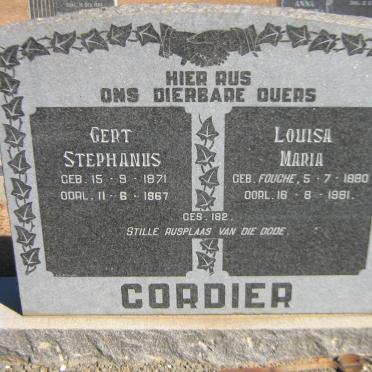 HIER RUS
ONS DIERBARE OUERS
GERT
STEPHANUS
GEB. 15 - 9 - 1871
OORL. 11 - 6 - 1967
LOUISA
MARIA
GEB. FOUCHE, 5 - 7 - 1880
OORL. 16 - 8 - 1961.
GES. 182.
STILLE RUSPLAAS VAN DIE DODE.
CORDIER
ANNA